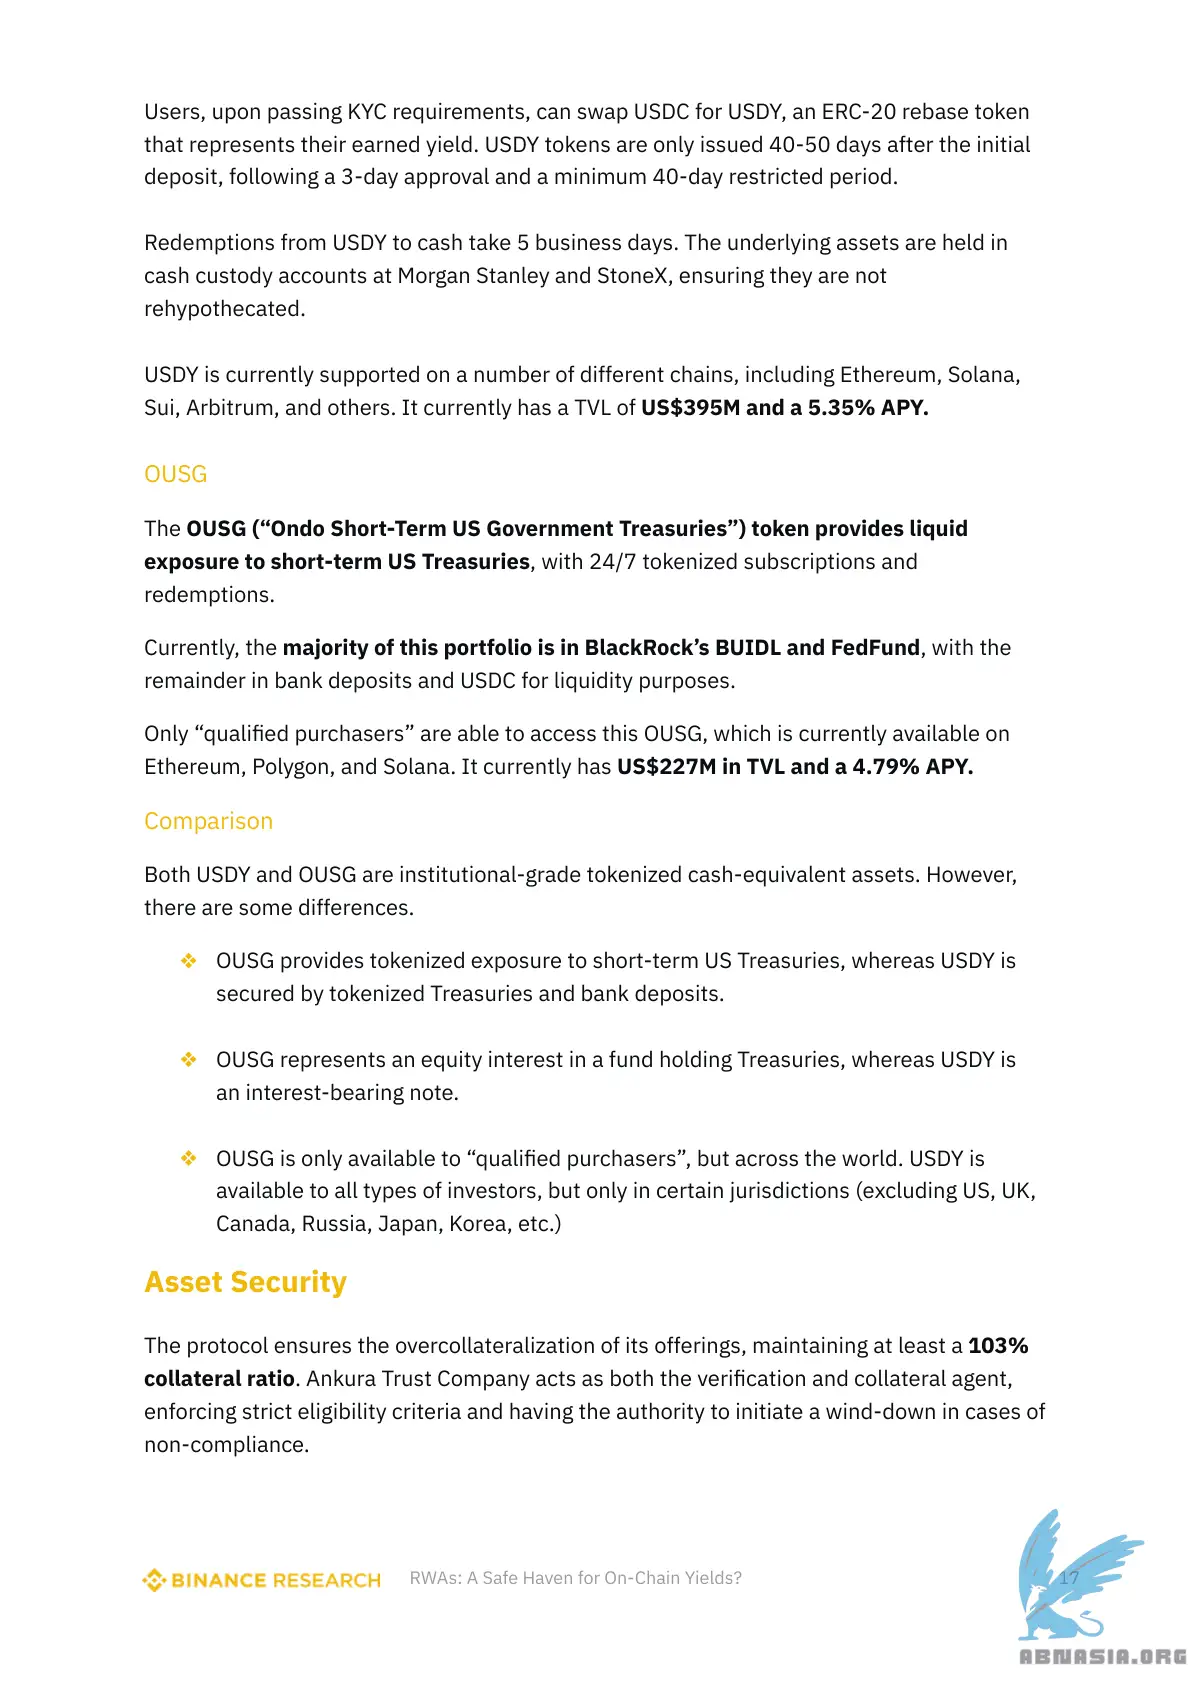 Users, upon passing KYC requirements, can swap USDC for USDY, an ERC-20 rebase token
that represents their earned yield. USDY tokens are only issued 40-50 days after the initial
deposit, following a 3-day approval and a minimum 40-day restricted period.
Redemptions from USDY to cash take 5 business days. The underlying assets are held in
cash custody accounts at Morgan Stanley and StoneX, ensuring they are not
rehypothecated.
USDY is currently supported on a number of different chains, including Ethereum, Solana,
Sui, Arbitrum, and others. It currently has a TVL of US$395M and a 5.35% APY.
OUSG
The OUSG (“Ondo Short-Term US Government Treasuries”) token provides liquid
exposure to short-term US Treasuries, with 24/7 tokenized subscriptions and
redemptions.
Currently, the majority of this portfolio is in BlackRock’s BUIDL and FedFund, with the
remainder in bank deposits and USDC for liquidity purposes.
Only “qualified purchasers” are able to access this OUSG, which is currently available on
Ethereum, Polygon, and Solana. It currently has US$227M in TVL and a 4.79% APY.
Comparison
Both USDY and OUSG are institutional-grade tokenized cash-equivalent assets. However,
there are some differences.
❖ OUSG provides tokenized exposure to short-term US Treasuries, whereas USDY is
secured by tokenized Treasuries and bank deposits.
❖ OUSG represents an equity interest in a fund holding Treasuries, whereas USDY is
an interest-bearing note.
❖ OUSG is only available to “qualified purchasers”, but across the world. USDY is
available to all types of investors, but only in certain jurisdictions (excluding US, UK,
Canada, Russia, Japan, Korea, etc.)
Asset Security
The protocol ensures the overcollateralization of its offerings, maintaining at least a 103%
collateral ratio. Ankura Trust Company acts as both the verification and collateral agent,
enforcing strict eligibility criteria and having the authority to initiate a wind-down in cases of
non-compliance.
BINANCE RESEARCH RWAs: A Safe Haven for On-Chain Yields? 17
ABNASIA.ORG